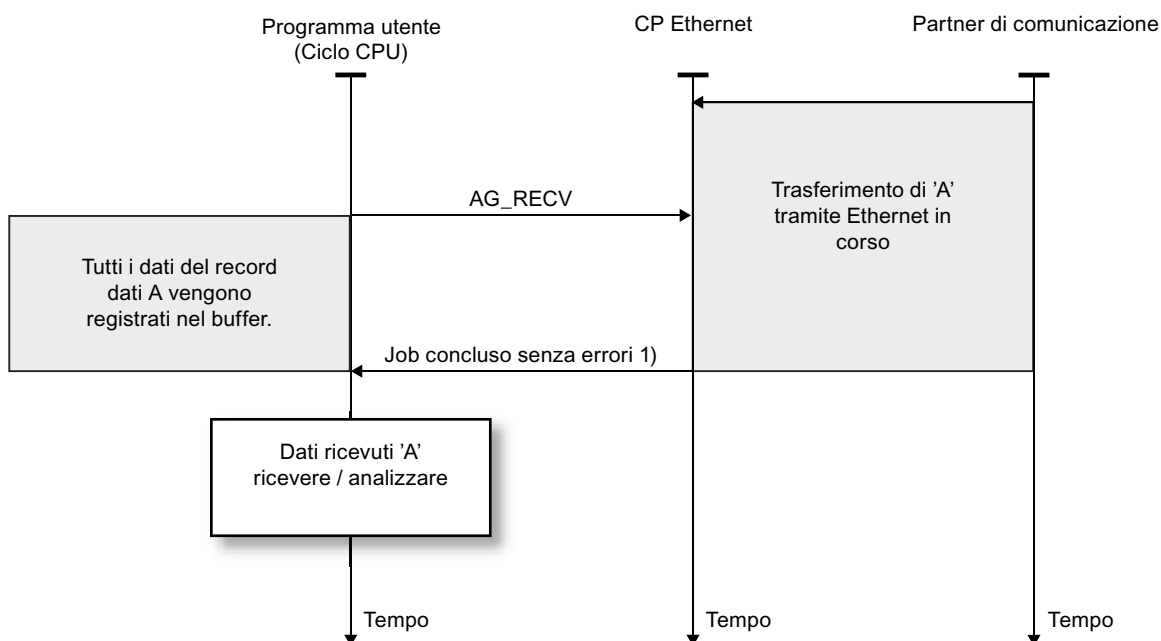 Programma utente
(Ciclo CPU)
CP Ethernet
Partner di comunicazione
Trasferimento di ’A’
tramite Ethernet in
corso
AG_RECV
Tutti i dati del record
dati A vengono
registrati nel buffer.
Job concluso senza errori 1)
Dati ricevuti ’A’
ricevere / analizzare
Tempo
Tempo
Tempo